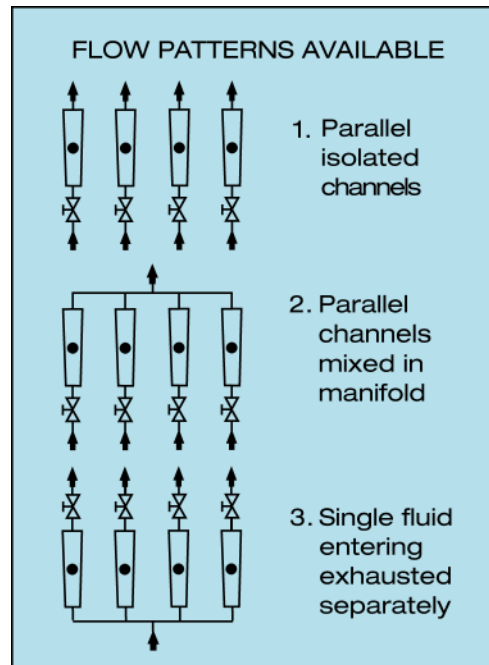 FLOW PATTERNS AVAILABLE
1. Parallel
isolated
channels
2. Parallel
channels
mixed in
manifold
3. Single fluid
entering
exhausted
separately